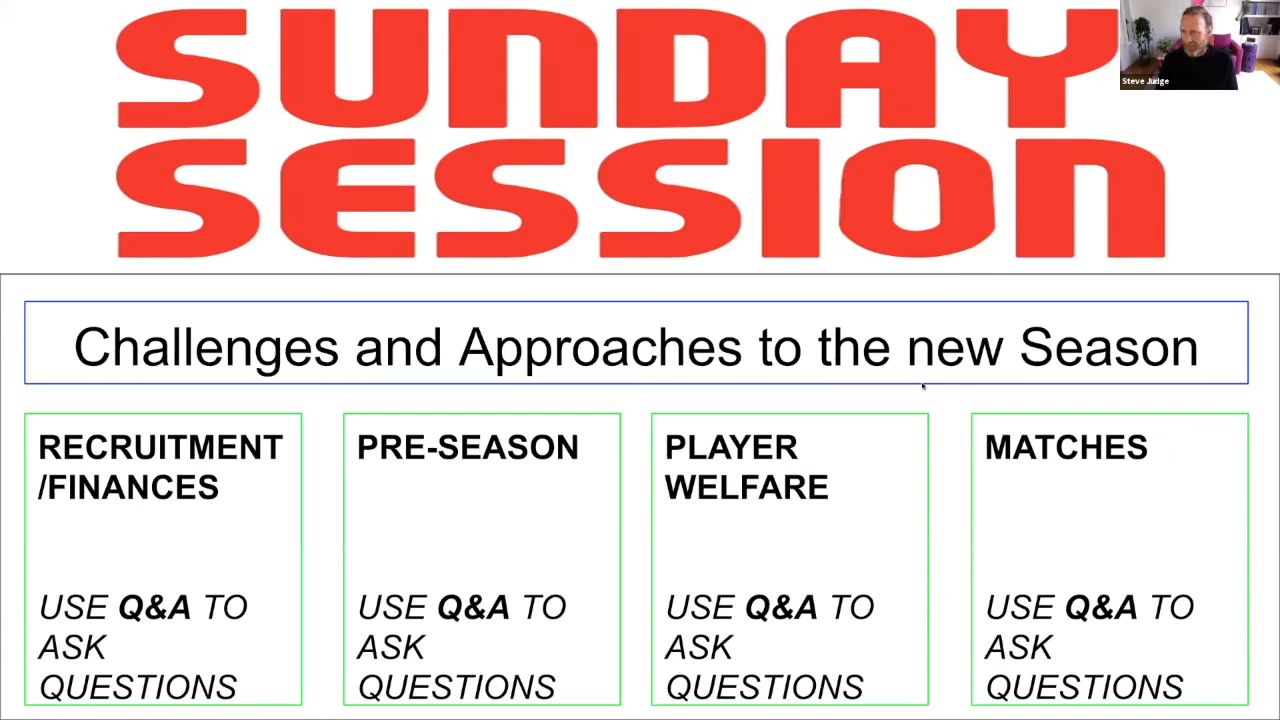 SUNDAY
SESSION
Steve Judge
Challenges and Approaches to the new Season
RECRUITMENT
/FINANCES
USE Q&A TO
ASK
QUESTIONS
PRE-SEASON
USE Q&A TO
ASK
QUESTIONS
PLAYER
WELFARE
USE Q&A TO
ASK
QUESTIONS
MATCHES
USE Q&A TO
ASK
QUESTIONS